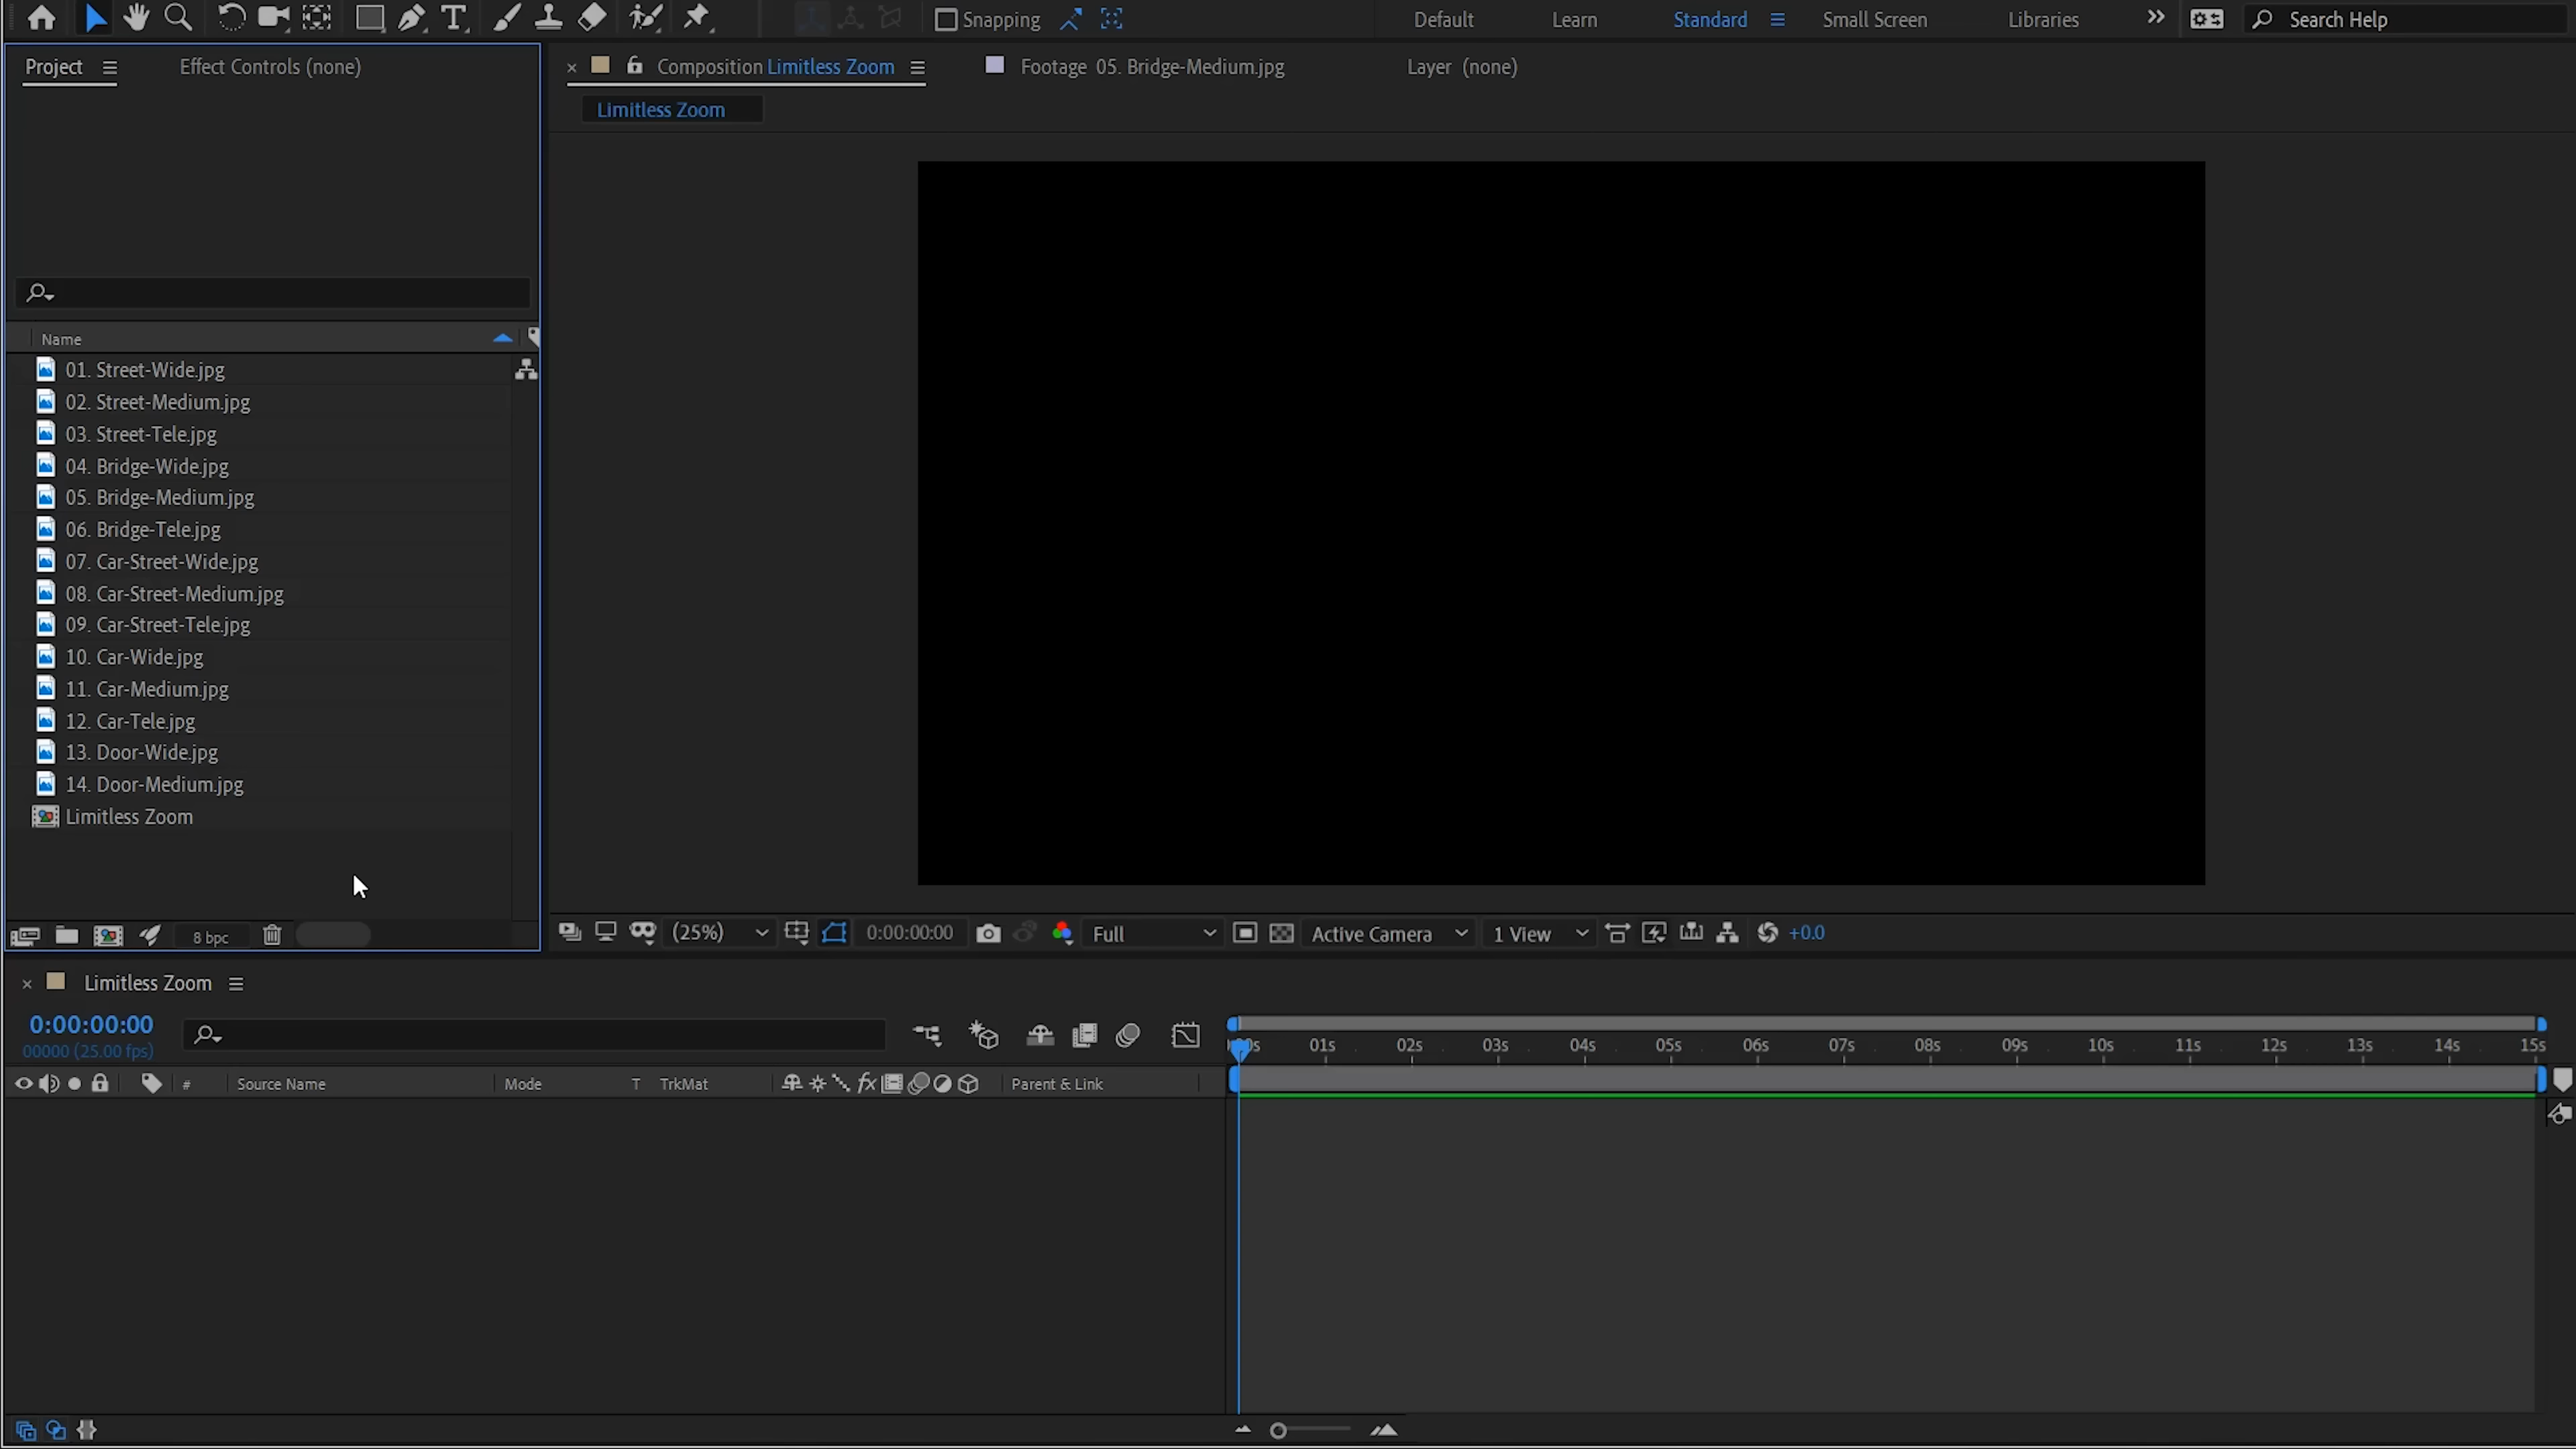 Snapping
Default
Learn
Standard
Small Screen
Libraries
Search Help
Project
Effect Controls (none)
Composition Limitless Zoom
Footage 05. Bridge-Medium.jpg
Layer (none)
Limitless Zoom
Name
01. Street-Wide.jpg
02. Street-Medium.jpg
03. Street-Tele.jpg
04. Bridge-Wide.jpg
05. Bridge-Medium.jpg
06. Bridge-Tele.jpg
07. Car-Street-Wide.jpg
08. Car-Street-Medium.jpg
09. Car-Street-Tele.jpg
10. Car-Wide.jpg
11. Car-Medium.jpg
12. Car-Tele.jpg
13. Door-Wide.jpg
14. Door-Medium.jpg
Limitless Zoom
8 bpc
(25%)
0:00:00:00
Full
Active Camera
1 View
+0.0
Limitless Zoom
0:00:00:00
00000 (25.00 fps)
01s 02s 03s 04s 05s 06s 07s 08s 09s 10s 11s 12s 13s 14s 15s
# Source Name
Mode
T TrkMat
fx
Parent & Link